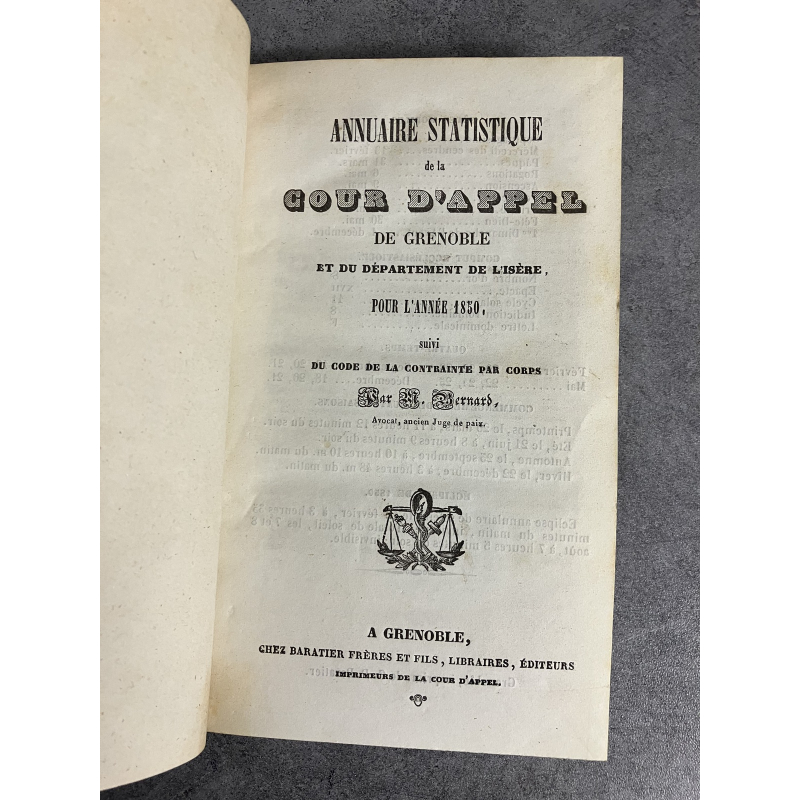 ANNUAIRE STATISTIQUE
de la
COUR D'APPEL
DE GRENOBLE
ET DU DÉPARTEMENT DE L'ISÈRE,
POUR L'ANNÉE 1850,
suivi
DU CODE DE LA CONTRAINTE PAR CORPS
Par M. Bernard,
Avocat, ancien Juge de paix.
A GRENOBLE,
CHEZ BARATIER FRÈRES ET FILS, LIBRAIRES, ÉDITEURS
IMPRIMEURS DE LA COUR D'APPEL.